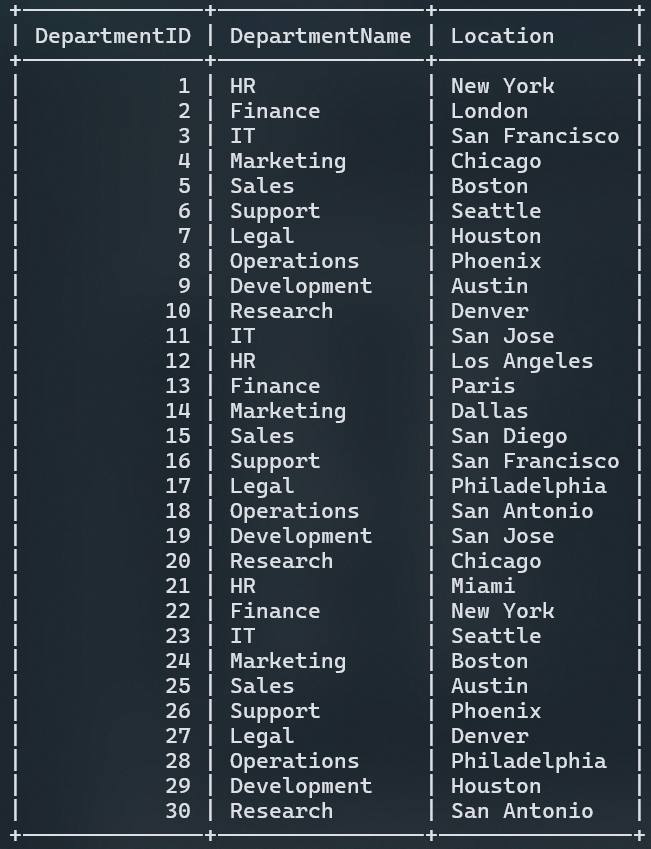 +--------------+----------------+---------------+
| DepartmentID | DepartmentName | Location      |
+--------------+----------------+---------------+
|            1 | HR             | New York      |
|            2 | Finance        | London        |
|            3 | IT             | San Francisco |
|            4 | Marketing      | Chicago       |
|            5 | Sales          | Boston        |
|            6 | Support        | Seattle       |
|            7 | Legal          | Houston       |
|            8 | Operations     | Phoenix       |
|            9 | Development    | Austin        |
|           10 | Research       | Denver        |
|           11 | IT             | San Jose      |
|           12 | HR             | Los Angeles   |
|           13 | Finance        | Paris         |
|           14 | Marketing      | Dallas        |
|           15 | Sales          | San Diego     |
|           16 | Support        | San Francisco |
|           17 | Legal          | Philadelphia  |
|           18 | Operations     | San Antonio   |
|           19 | Development    | San Jose      |
|           20 | Research       | Chicago       |
|           21 | HR             | Miami         |
|           22 | Finance        | New York      |
|           23 | IT             | Seattle       |
|           24 | Marketing      | Boston        |
|           25 | Sales          | Austin        |
|           26 | Support        | Phoenix       |
|           27 | Legal          | Denver        |
|           28 | Operations     | Philadelphia  |
|           29 | Development    | Houston       |
|           30 | Research       | San Antonio   |
+--------------+----------------+---------------+